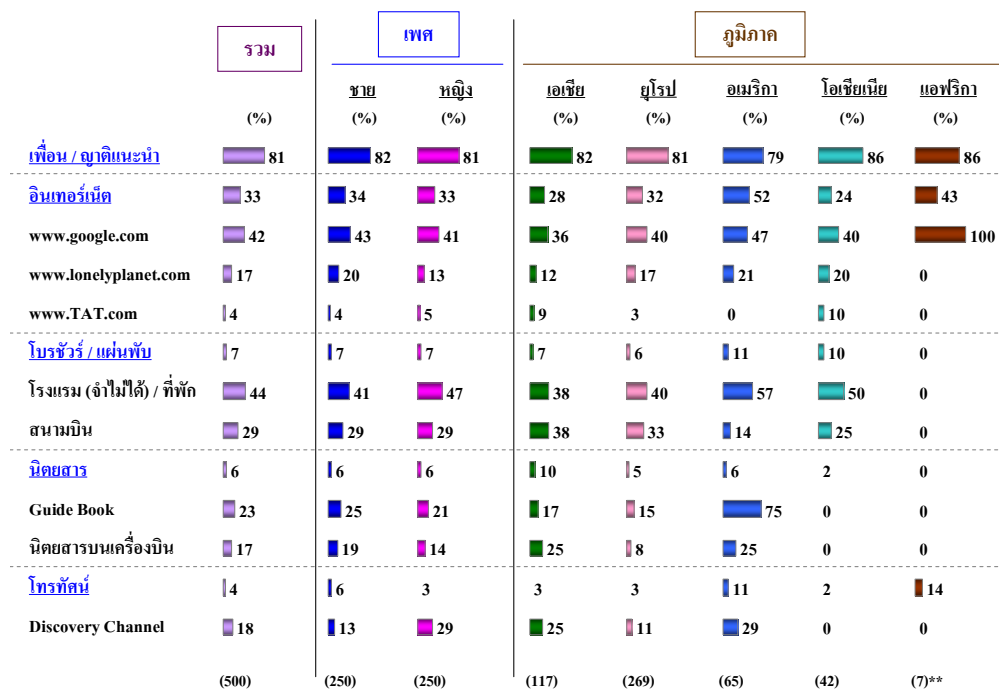 รวม เพศ ภูมิภาค
ชาย หญิง เอเชีย ยุโรป อเมริกา โอเชียเนีย แอฟริกา
(%) (%) (%) (%) (%) (%) (%) (%)
เพื่อน / ญาติแนะนำ 81 82 81 82 81 79 86 86
อินเทอร์เน็ต 33 34 33 28 32 52 24 43
www.google.com 42 43 41 36 40 47 40 100
www.lonelyplanet.com 17 20 13 12 17 21 20 0
www.TAT.com 4 4 5 9 3 0 10 0
โบรชัวร์ / แผ่นพับ 7 7 7 7 6 11 10 0
โรงแรม (จำไม่ได้) / ที่พัก 44 41 47 38 40 57 50 0
สนามบิน 29 29 29 38 33 14 25 0
นิตยสาร 6 6 6 10 5 6 2 0
Guide Book 23 25 21 17 15 75 0 0
นิตยสารบนเครื่องบิน 17 19 14 25 8 25 0 0
โทรทัศน์ 4 6 3 3 3 11 2 14
Discovery Channel 18 13 29 25 11 29 0 0
(500) (250) (250) (117) (269) (65) (42) (7)**